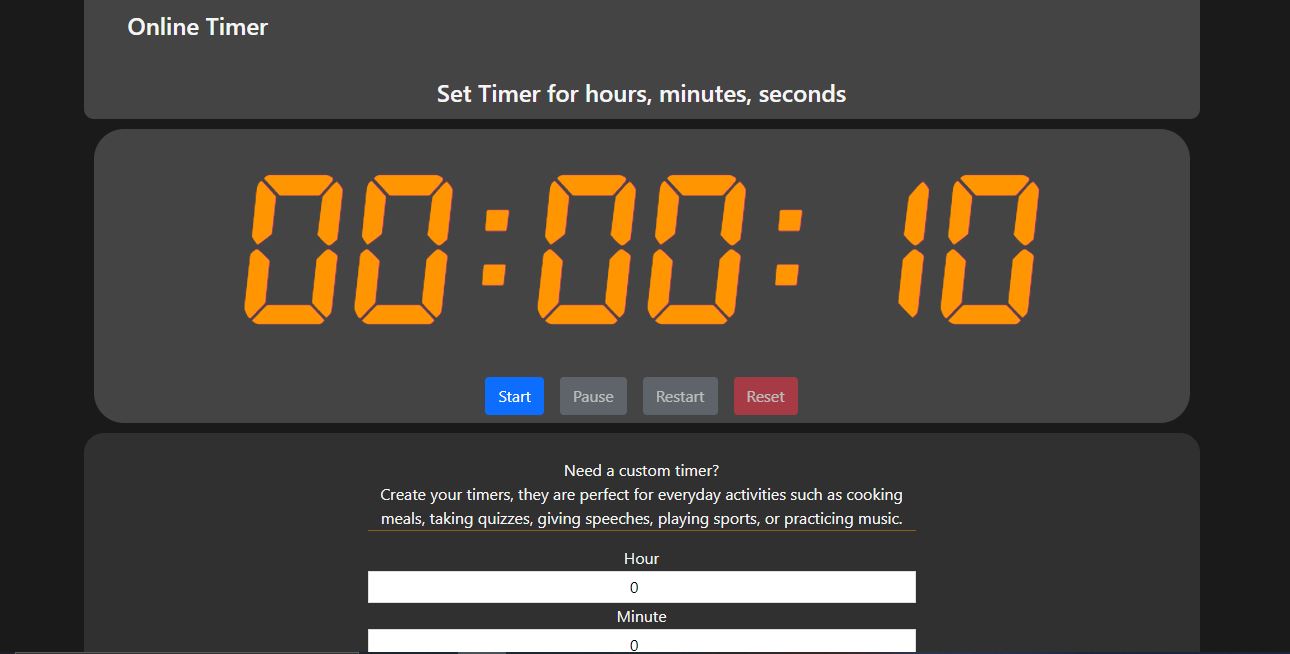 Online Timer
Set Timer for hours, minutes, seconds
00:00:10
Start Pause Restart Reset
Need a custom timer?
Create your timers, they are perfect for everyday activities such as cooking
meals, taking quizzes, giving speeches, playing sports, or practicing music.
Hour
0
Minute
0